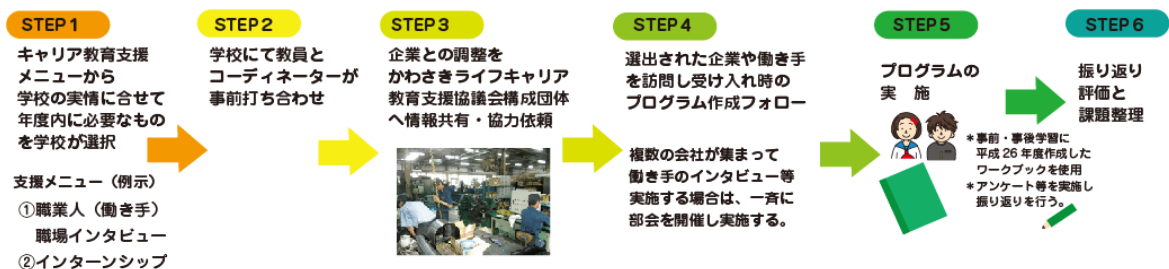 STEP1
キャリア教育支援
メニューから
学校の実情に合せて
年度内に必要なもの
を学校が選択
支援メニュー（例示）
①職業人（働き手）
職場インタビュー
②インターンシップ
STEP2
学校にて教員と
コーディネーターが
事前打ち合わせ
STEP3
企業との調整を
かわさきライフキャリア
教育支援協議会構成団体
へ情報共有・協力依頼
STEP4
選出された企業や働き手
を訪問し受け入れ時の
プログラム作成フォロー
複数の会社が集まって
働き手のインタビュー等
実施する場合は、一斉に
部会を開催し実施する。
STEP5
プログラムの
実　施
＊事前・事後学習に
平成26年度作成した
ワークブックを使用
＊アンケート等を実施し
振り返りを行う。
STEP6
振り返り
評価と
課題整理